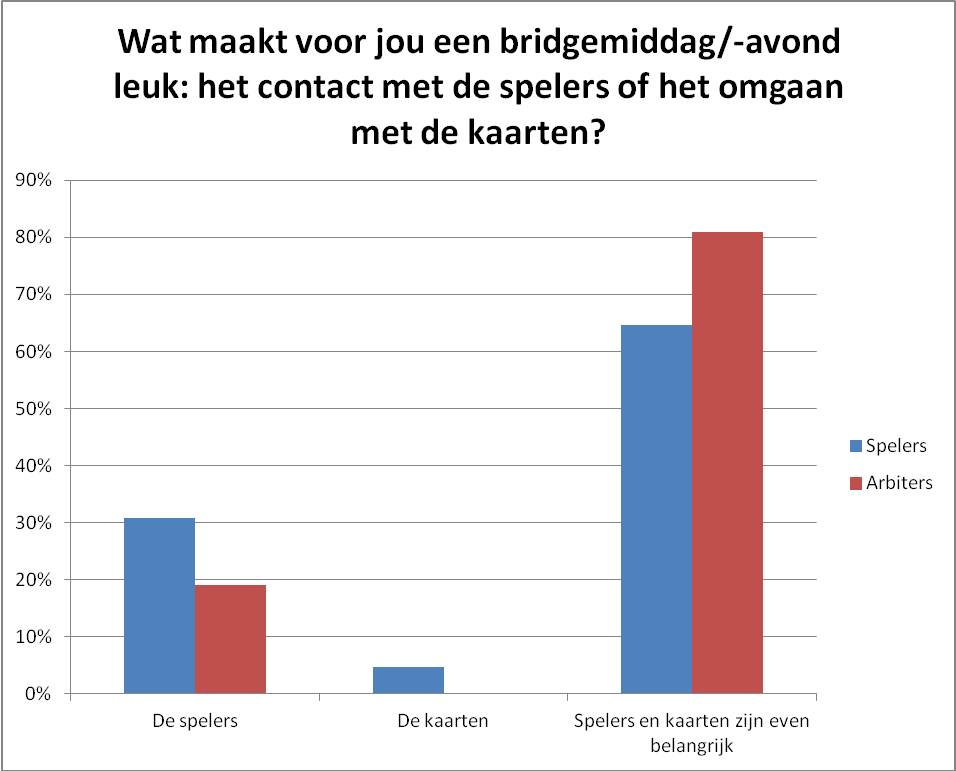 Wat maakt voor jou een bridgemiddag/-avond
leuk: het contact met de spelers of het omgaan
met de kaarten?
90%
80%
70%
60%
50%
40%
30%
20%
10%
0%
De spelers
De kaarten
Spelers en kaarten zijn even
belangrijk
Spelers
Arbiters